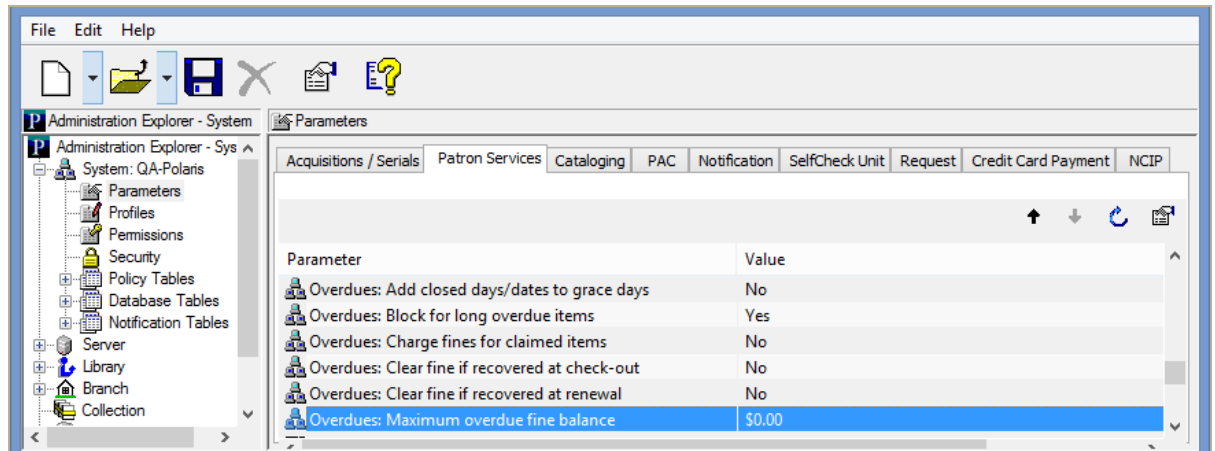 File Edit Help
Administration Explorer - System
Parameters
Administration Explorer - Sys
System: QA-Polaris
Parameters
Profiles
Permissions
Security
Policy Tables
Database Tables
Notification Tables
Server
Library
Branch
Collection
Acquisitions / Serials Patron Services Cataloging PAC Notification SelfCheck Unit Request Credit Card Payment NCIP
Parameter Value
Overdues: Add closed days/dates to grace days No
Overdues: Block for long overdue items Yes
Overdues: Charge fines for claimed items No
Overdues: Clear fine if recovered at check-out No
Overdues: Clear fine if recovered at renewal No
Overdues: Maximum overdue fine balance $0.00